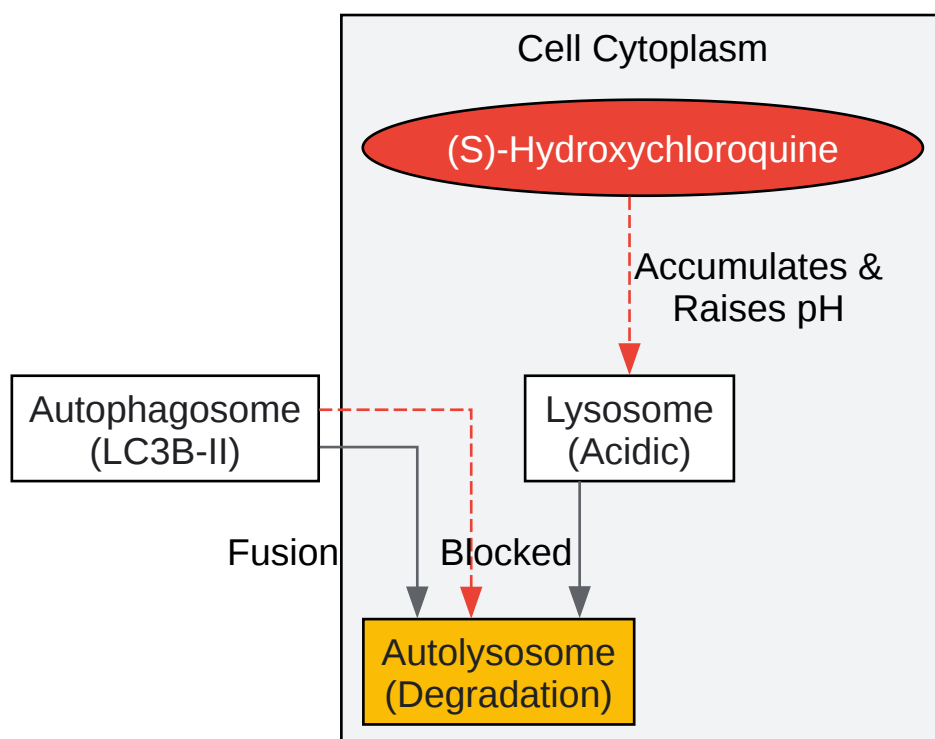 Cell Cytoplasm
(S)-Hydroxychloroquine
Accumulates &
Raises pH
Autophagosome
(LC3B-II)
Lysosome
(Acidic)
Fusion
Blocked
Autolysosome
(Degradation)